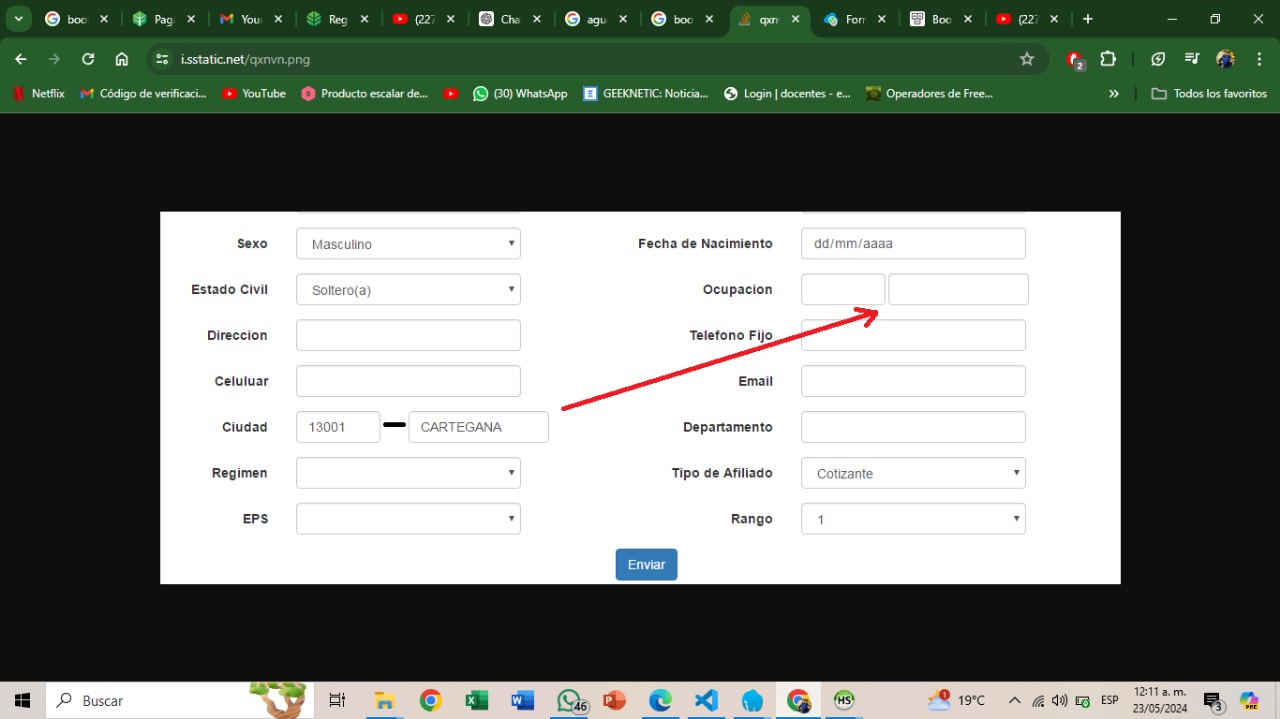 boo
Pag
You
Reg
(227
Cha
agu
boo
qxn
Forr
Boo
(227
i.sstatic.net/qxnvn.png
2
Netflix
Código de verificaci...
YouTube
Producto escalar de...
(30) WhatsApp
GEEKNETIC: Noticia...
Login | docentes - e...
Operadores de Free...
»
Todos los favoritos
Sexo Masculino Fecha de Nacimiento dd/mm/aaaa
Estado Civil Soltero(a) Ocupacion
Direccion Telefono Fijo
Celuluar Email
Ciudad 13001 CARTEGANA Departamento
Regimen Tipo de Afiliado Cotizante
EPS Rango 1
Enviar
Buscar
46
HS
1
19°C
ESP
12:11 a. m.
23/05/2024
3
PRE